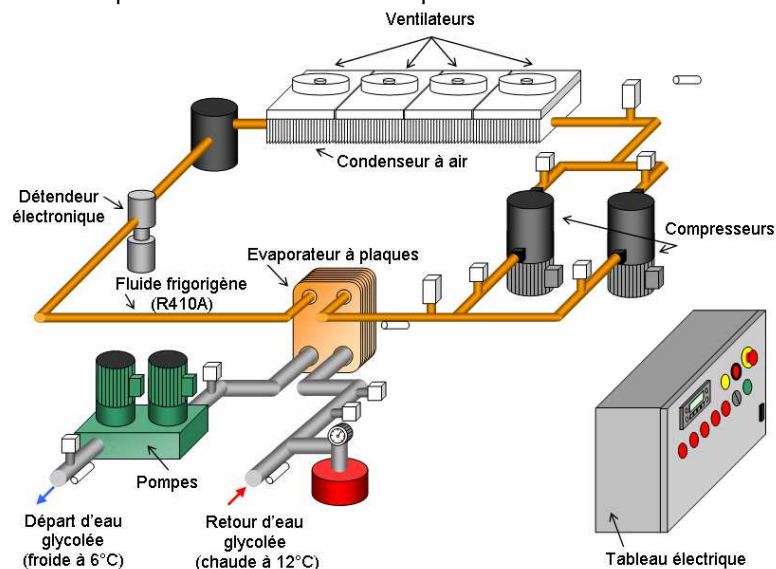 Ventilateurs
Condenseur à air
Détendeur
électronique
Compresseurs
Evaporateur à plaques
Fluide frigorigène
(R410A)
Pompes
Départ d'eau
glycolée
(froide à 6°C)
Retour d'eau
glycolée
(chaude à 12°C)
Tableau électrique